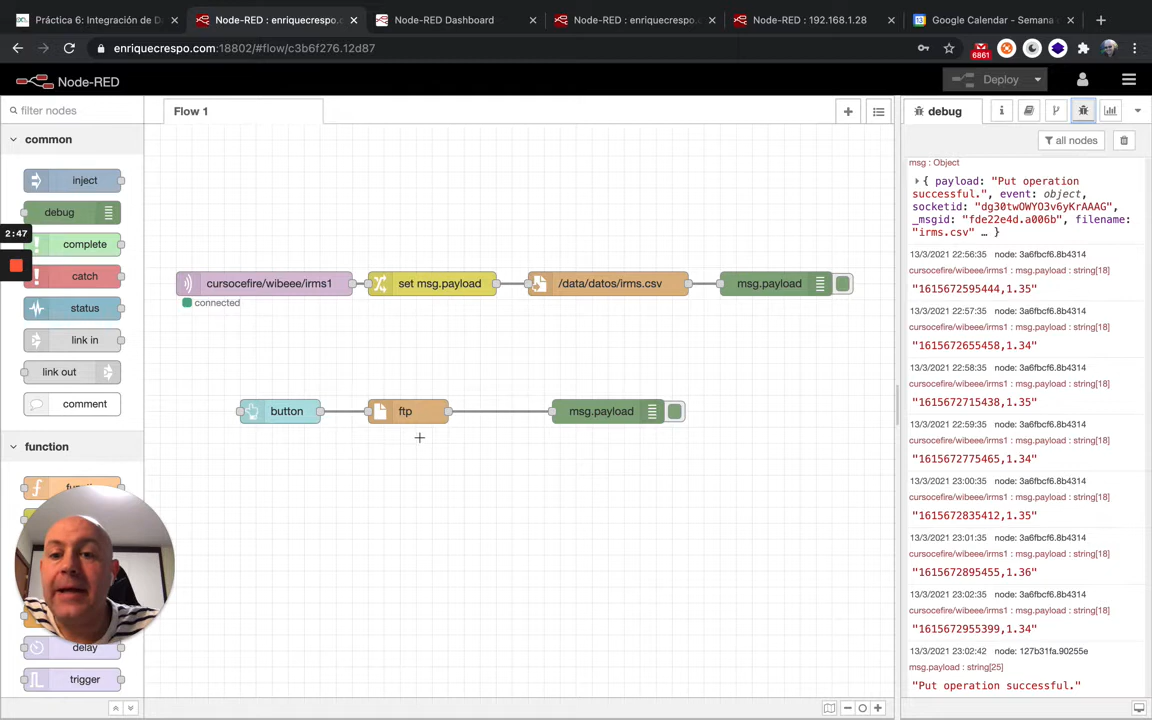 Práctica 6: Integración de D
Node-RED : enriquecrespo.c
Node-RED Dashboard
Node-RED : enriquecrespo.c
Node-RED : 192.168.1.28
Google Calendar - Semana
enriquecrespo.com:18802/#flow/c3b6f276.12d87
6861
Node-RED
Deploy
filter nodes
Flow 1
debug
all nodes
common
inject
debug
complete
2:47
catch
status
link in
link out
comment
function
delay
trigger
cursocefire/wibeee/irms1
connected
set msg.payload
/data/datos/irms.csv
msg.payload
button
ftp
msg.payload
msg : Object
{ payload: "Put operation
successful.", event: object,
socketid: "dg30twOWYO3v6yKrAAAG",
_msgid: "fde22e4d.a006b", filename:
"irms.csv" … }
13/3/2021 22:56:35 node: 3a6fbcf6.8b4314
cursocefire/wibeee/irms1 : msg.payload : string[18]
"1615672595444,1.35"
13/3/2021 22:57:35 node: 3a6fbcf6.8b4314
cursocefire/wibeee/irms1 : msg.payload : string[18]
"1615672655458,1.34"
13/3/2021 22:58:35 node: 3a6fbcf6.8b4314
cursocefire/wibeee/irms1 : msg.payload : string[18]
"1615672715438,1.35"
13/3/2021 22:59:35 node: 3a6fbcf6.8b4314
cursocefire/wibeee/irms1 : msg.payload : string[18]
"1615672775465,1.34"
13/3/2021 23:00:35 node: 3a6fbcf6.8b4314
cursocefire/wibeee/irms1 : msg.payload : string[18]
"1615672835412,1.35"
13/3/2021 23:01:35 node: 3a6fbcf6.8b4314
cursocefire/wibeee/irms1 : msg.payload : string[18]
"1615672895455,1.36"
13/3/2021 23:02:35 node: 3a6fbcf6.8b4314
cursocefire/wibeee/irms1 : msg.payload : string[18]
"1615672955399,1.34"
13/3/2021 23:02:42 node: 127b31fa.90255e
msg.payload : string[25]
"Put operation successful."